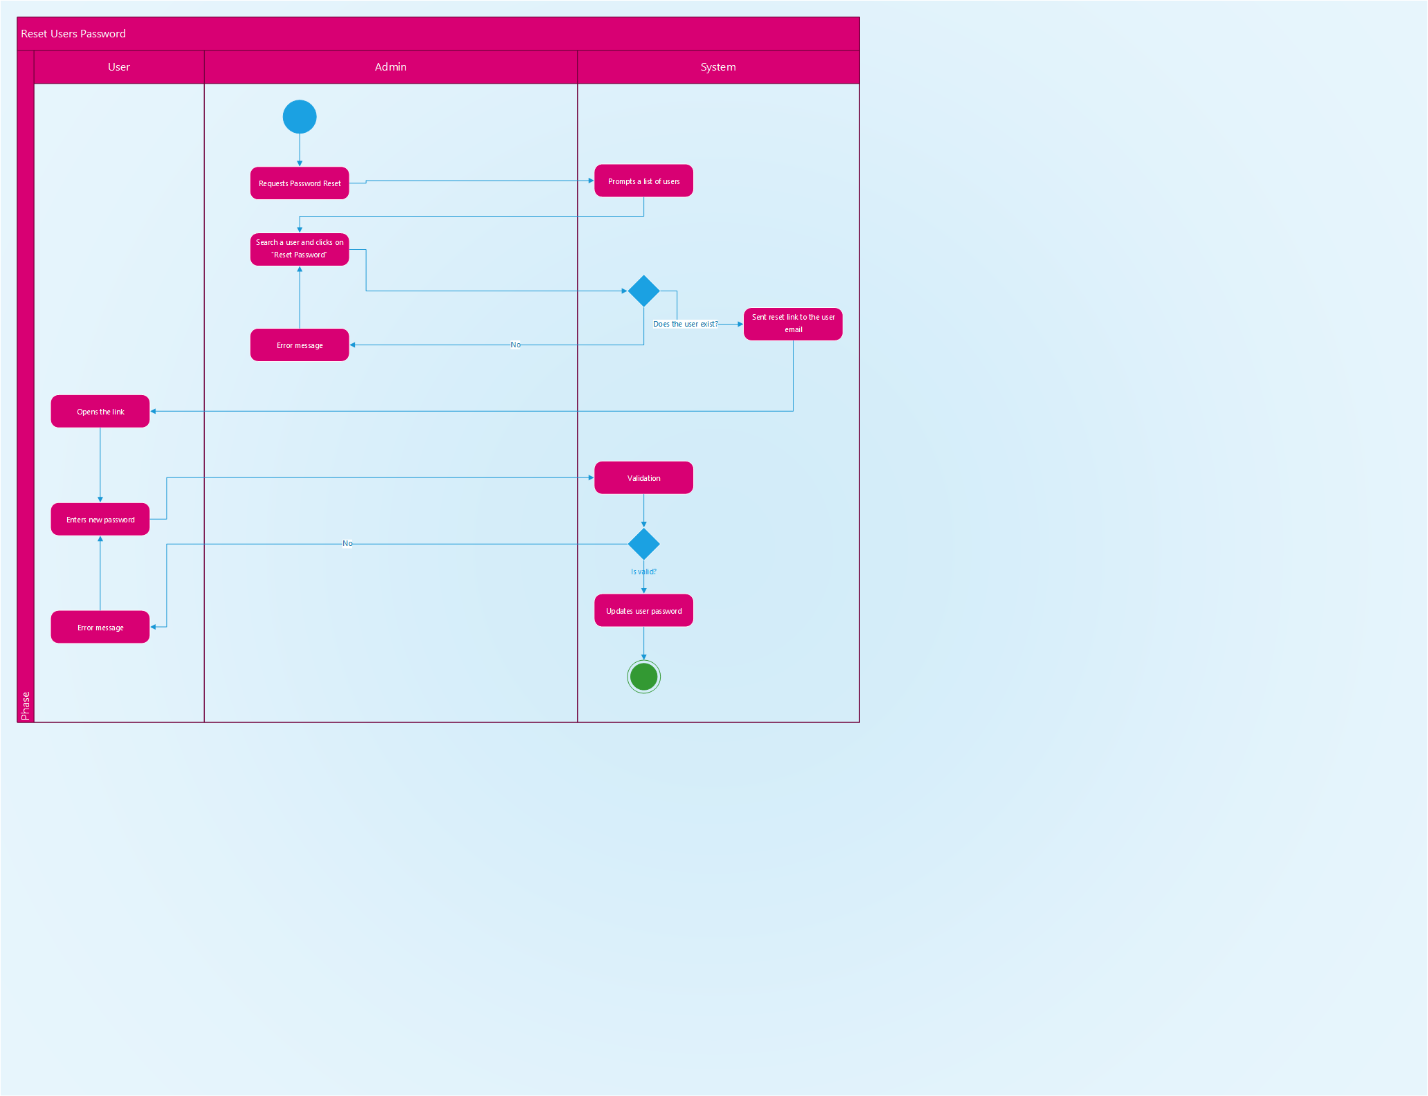 Reset Users Password
User
Admin
System
Requests Password Reset
Prompts a list of users
Search a user and clicks on
"Reset Password"
Does the user exist?
Sent reset link to the user
email
Error message
No
Opens the link
Validation
Enters new password
No
Is valid?
Updates user password
Error message
Phase